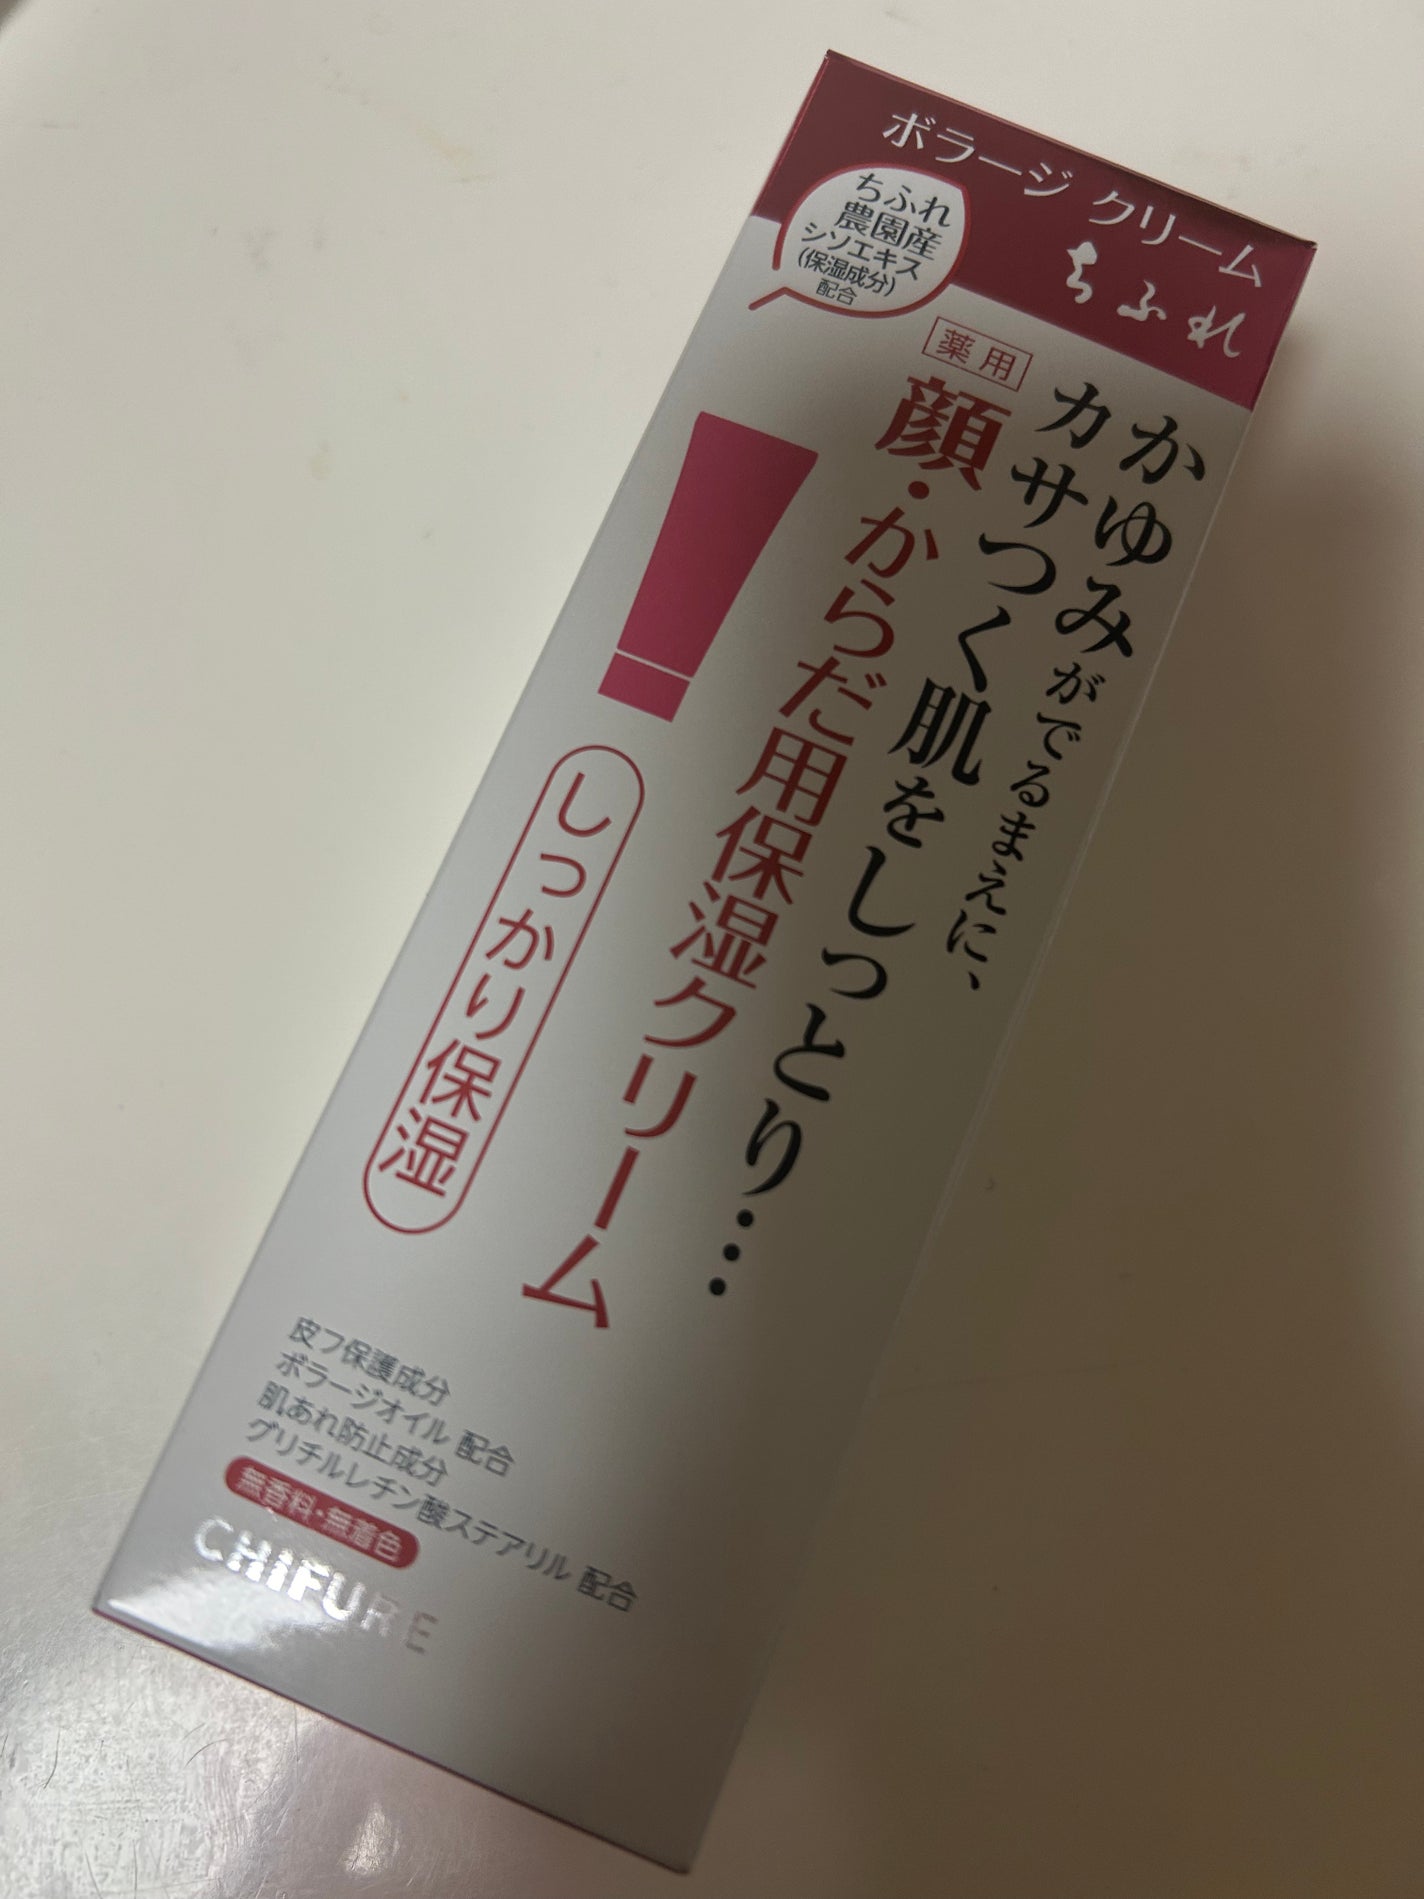 ボラージ クリーム
ちふれ
ちふれ
農園産
シソエキス
(保湿成分)
配合
かゆみがでるまえに、
カサつく肌をしっとり…
薬用
顔・からだ用保湿クリーム
しっかり保湿
皮フ保護成分
ボラージオイル 配合
肌あれ防止成分
グリチルレチン酸ステアリル 配合
無香料・無着色
CHIFURE